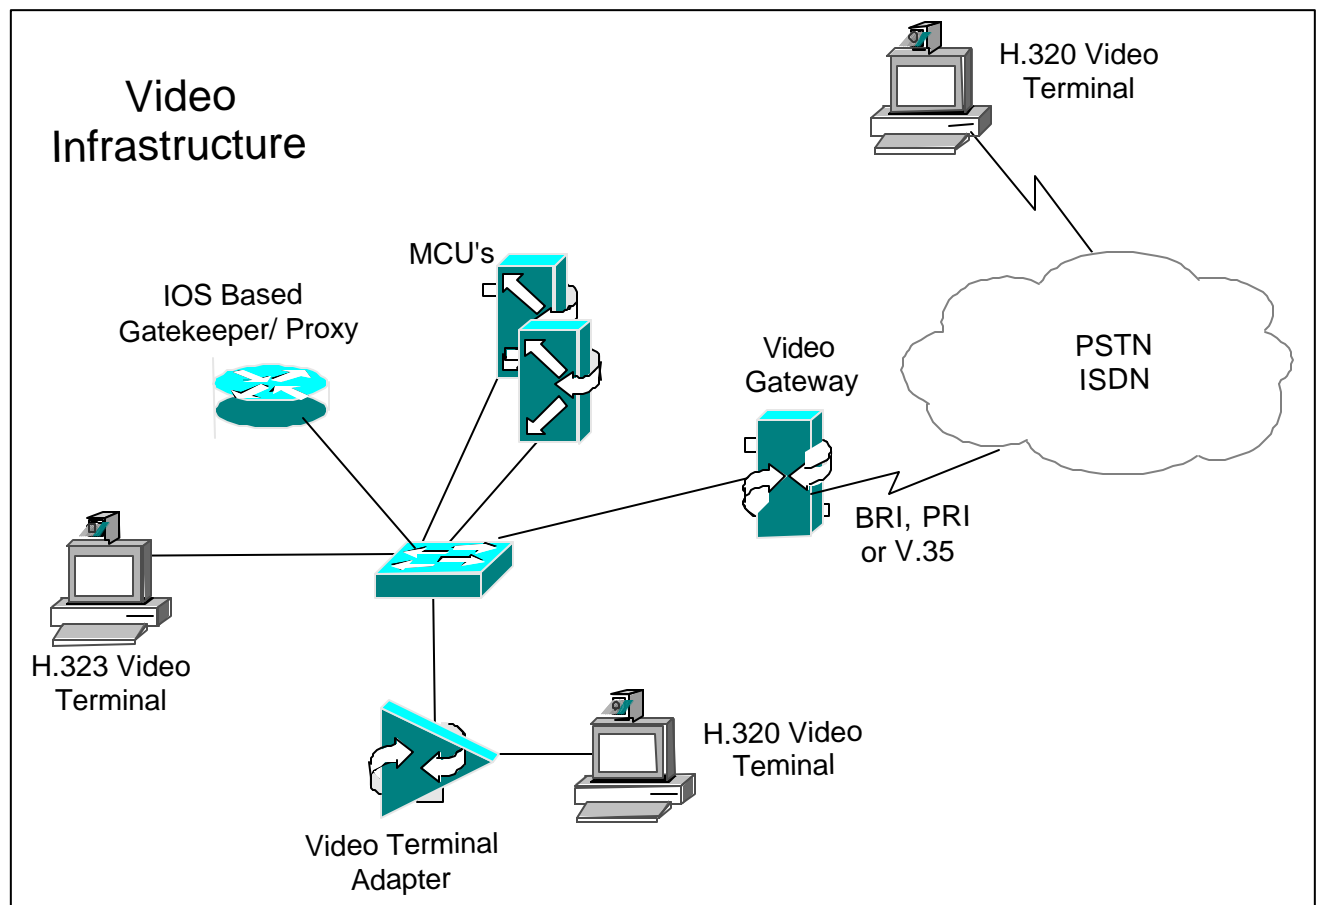 Video
Infrastructure
H.320 Video
Terminal
MCU's
IOS Based
Gatekeeper/ Proxy
Video
Gateway
PSTN
ISDN
BRI, PRI
or V.35
H.323 Video
Terminal
H.320 Video
Teminal
Video Terminal
Adapter